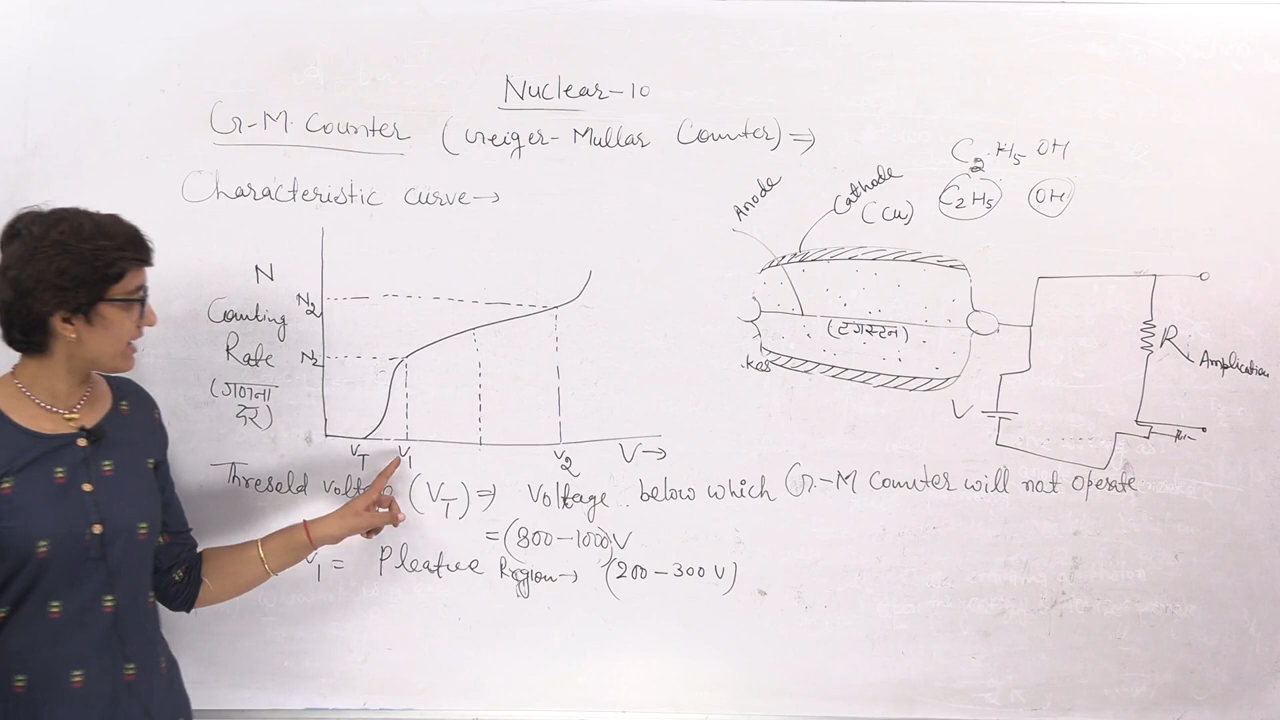 Nuclear-10
G-M. Counter (Geiger-Mullar Counter) ⇒
Characteristic curve →
N
Counting
Rate
(गणना
दर)
N2
N2
VT V1 V2 V→
Threseld voltage (VT) ⇒ Voltage below which G.-M Counter will not operate
= (800-1000)V
V1 = Pleatue Region → (200-300 V)
C2H5 OH
C2H5 OH
Anode
Cathode
(Cu)
(टंगस्टन)
V
R
Amplication